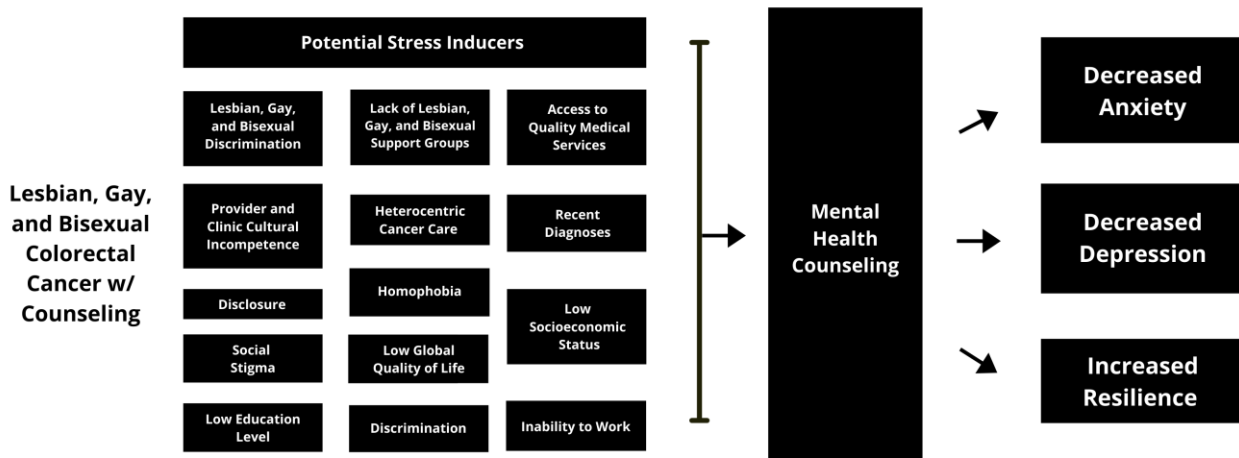 Potential Stress Inducers
Lesbian, Gay,
and Bisexual
Discrimination
Lack of Lesbian,
Gay, and Bisexual
Support Groups
Access to
Quality Medical
Services
Provider and
Clinic Cultural
Incompetence
Heterocentric
Cancer Care
Recent
Diagnoses
Disclosure
Homophobia
Low
Socioeconomic
Status
Social
Stigma
Low Global
Quality of Life
Low Education
Level
Discrimination
Inability to Work
Lesbian, Gay,
and Bisexual
Colorectal
Cancer w/
Counseling
Mental
Health
Counseling
Decreased
Anxiety
Decreased
Depression
Increased
Resilience